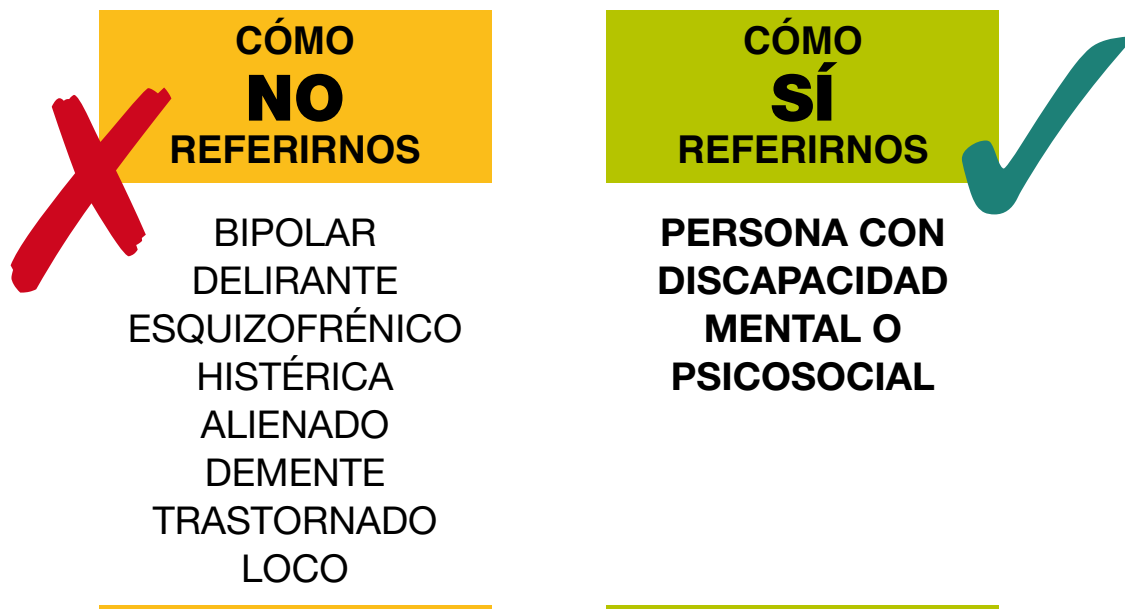 CÓMO
NO
REFERIRNOS
BIPOLAR
DELIRANTE
ESQUIZOFRÉNICO
HISTÉRICA
ALIENADO
DEMENTE
TRASTORNADO
LOCO
CÓMO
SÍ
REFERIRNOS
PERSONA CON
DISCAPACIDAD
MENTAL O
PSICOSOCIAL